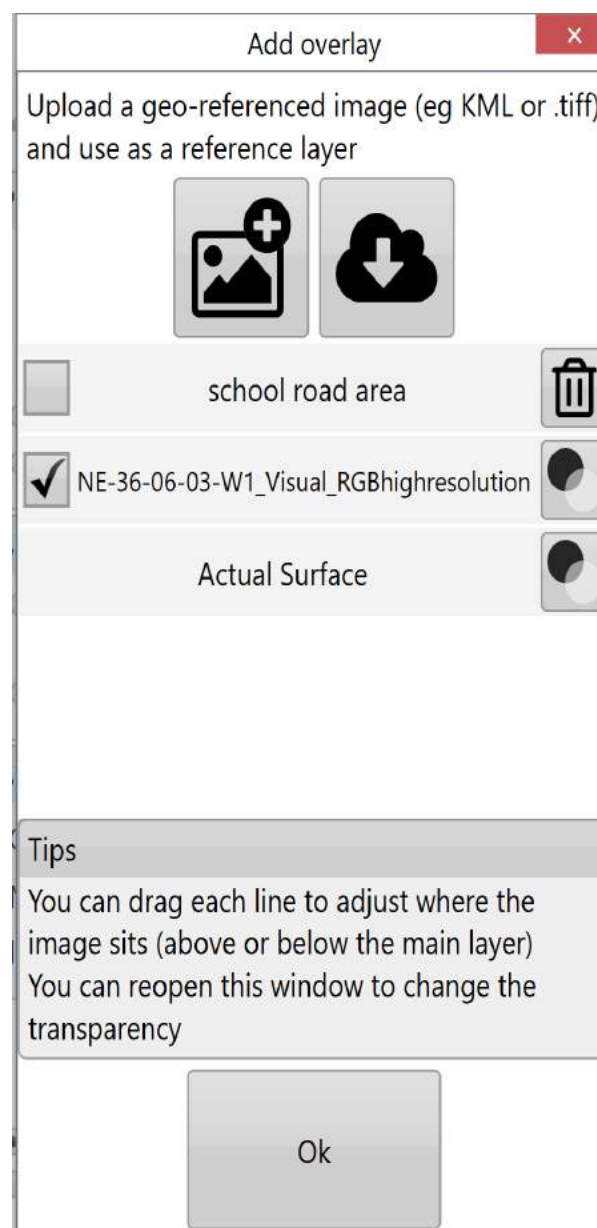 Add overlay
x
Upload a geo-referenced image (eg KML or .tiff)
and use as a reference layer
school road area
NE-36-06-03-W1_Visual_RGBhighresolution
Actual Surface
Tips
You can drag each line to adjust where the
image sits (above or below the main layer)
You can reopen this window to change the
transparency
Ok